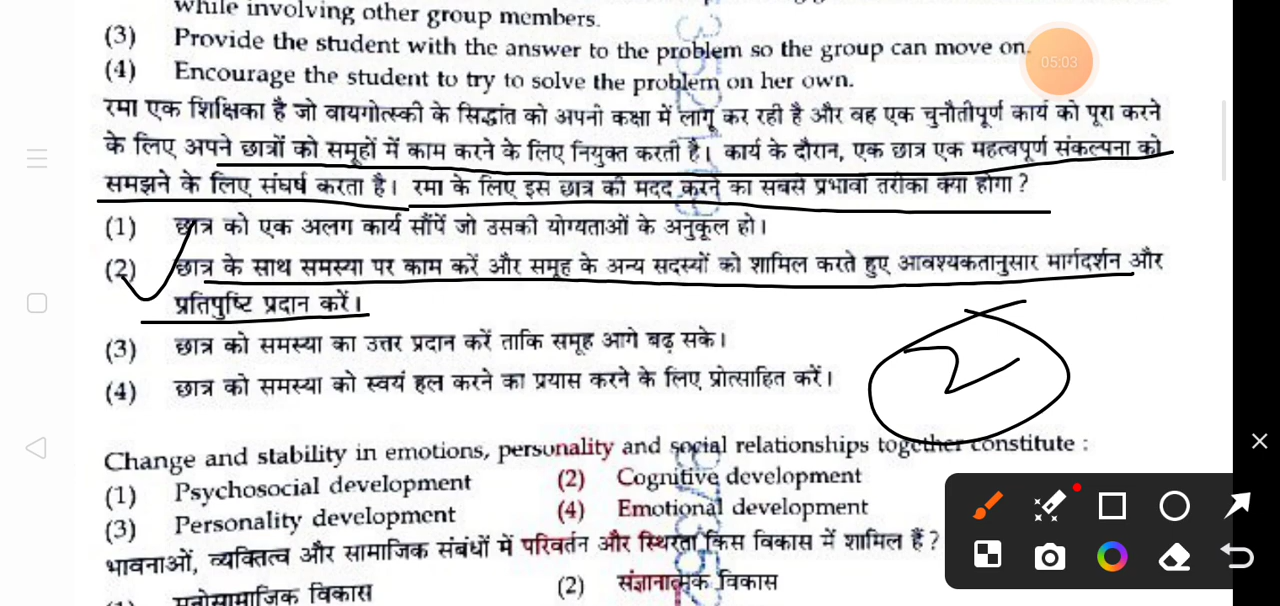 while involving other group members.
(3) Provide the student with the answer to the problem so the group can move on.
(4) Encourage the student to try to solve the problem on her own.
05:03
रमा एक शिक्षिका है जो वायगोत्स्की के सिद्धांत को अपनी कक्षा में लागू कर रही है और वह एक चुनौतीपूर्ण कार्य को पूरा करने
के लिए अपने छात्रों को समूहों में काम करने के लिए नियुक्त करती है। कार्य के दौरान, एक छात्र एक महत्वपूर्ण संकल्पना को
समझने के लिए संघर्ष करता है। रमा के लिए इस छात्र की मदद करने का सबसे प्रभावी तरीका क्या होगा ?
(1) छात्र को एक अलग कार्य सौंपें जो उसकी योग्यताओं के अनुकूल हो।
(2) छात्र के साथ समस्या पर काम करें और समूह के अन्य सदस्यों को शामिल करते हुए आवश्यकतानुसार मार्गदर्शन और
प्रतिपुष्टि प्रदान करें।
(3) छात्र को समस्या का उत्तर प्रदान करें ताकि समूह आगे बढ़ सके।
(4) छात्र को समस्या को स्वयं हल करने का प्रयास करने के लिए प्रोत्साहित करें।
2
Change and stability in emotions, personality and social relationships together constitute :
(1) Psychosocial development (2) Cognitive development
(3) Personality development (4) Emotional development
भावनाओं, व्यक्तित्व और सामाजिक संबंधों में परिवर्तन और स्थिरता किस विकास में शामिल हैं ?
(1) मनोसामाजिक विकास (2) संज्ञानात्मक विकास